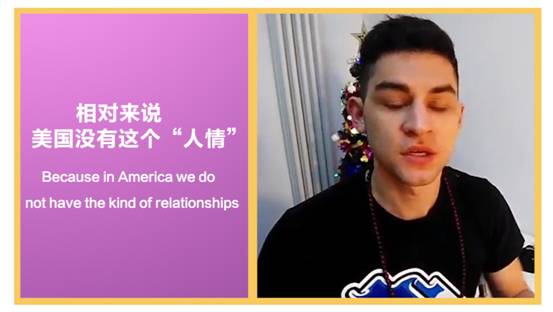 相对来说
美国没有这个“人情”
Because in America we do
not have the kind of relationships